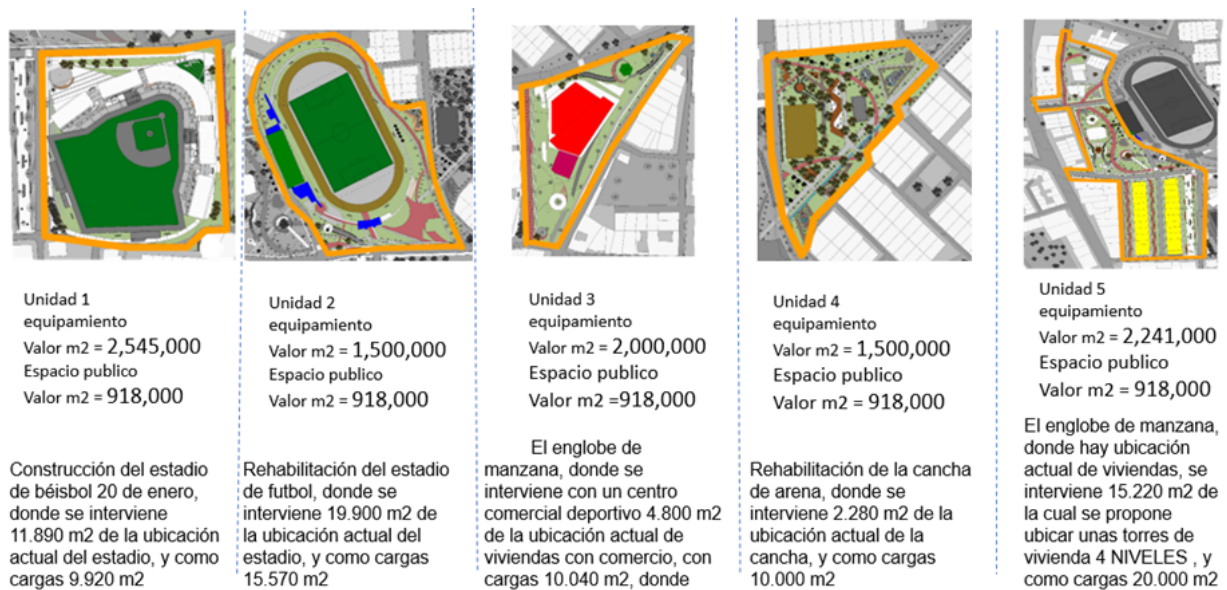 Unidad 1
equipamiento
Valor m2 = 2,545,000
Espacio publico
Valor m2 = 918,000
Construcción del estadio
de béisbol 20 de enero,
donde se interviene
11.890 m2 de la ubicación
actual del estadio, y como
cargas 9.920 m2
Unidad 2
equipamiento
Valor m2 = 1,500,000
Espacio publico
Valor m2 = 918,000
Rehabilitación del estadio
de futbol, donde se
interviene 19.900 m2 de
la ubicación actual del
estadio, y como cargas
15.570 m2
Unidad 3
equipamiento
Valor m2 = 2,000,000
Espacio publico
Valor m2 =918,000
El englobe de
manzana, donde se
interviene con un centro
comercial deportivo 4.800 m2
de la ubicación actual de
viviendas con comercio, con
cargas 10.040 m2, donde
Unidad 4
equipamiento
Valor m2 = 1,500,000
Espacio publico
Valor m2 = 918,000
Rehabilitación de la cancha
de arena, donde se
interviene 2.280 m2 de la
ubicación actual de la
cancha, y como cargas
10.000 m2
Unidad 5
equipamiento
Valor m2 = 2,241,000
Espacio publico
Valor m2 = 918,000
El englobe de manzana,
donde hay ubicación
actual de viviendas, se
interviene 15.220 m2 de
la cual se propone
ubicar unas torres de
vivienda 4 NIVELES , y
como cargas 20.000 m2